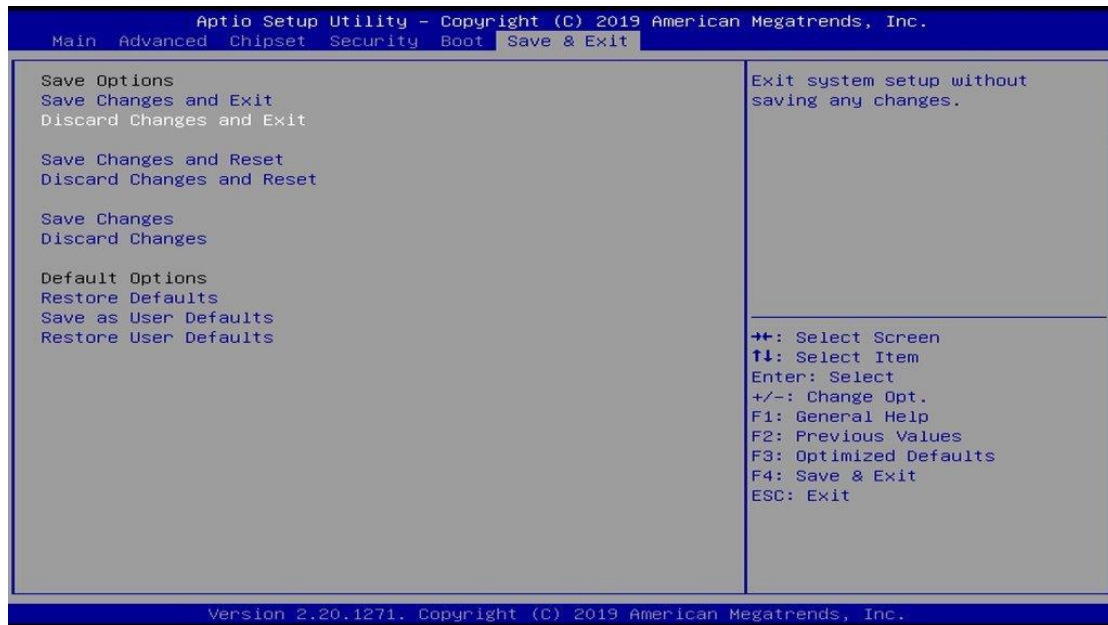 Aptio Setup Utility – Copyright (C) 2019 American Megatrends, Inc.
Main Advanced Chipset Security Boot Save & Exit
Save Options
Save Changes and Exit
Discard Changes and Exit
Save Changes and Reset
Discard Changes and Reset
Save Changes
Discard Changes
Default Options
Restore Defaults
Save as User Defaults
Restore User Defaults
Exit system setup without
saving any changes.
→←: Select Screen
↑↓: Select Item
Enter: Select
+/-: Change Opt.
F1: General Help
F2: Previous Values
F3: Optimized Defaults
F4: Save & Exit
ESC: Exit
Version 2.20.1271. Copyright (C) 2019 American Megatrends, Inc.